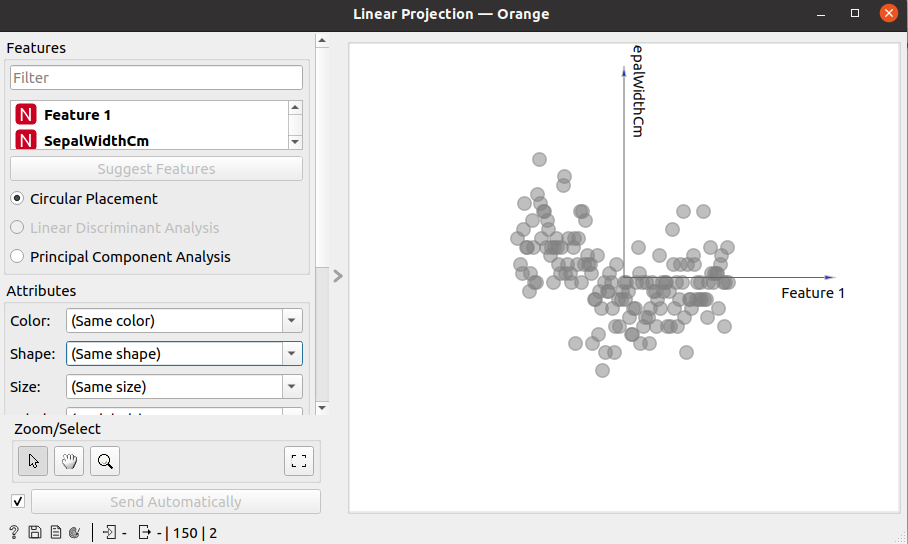 Linear Projection — Orange
Features
Filter
N Feature 1
N SepalWidthCm
Suggest Features
Circular Placement
Linear Discriminant Analysis
Principal Component Analysis
Attributes
Color: (Same color)
Shape: (Same shape)
Size: (Same size)
Zoom/Select
Send Automatically
? - - | 150 | 2
epalWidthCm
Feature 1